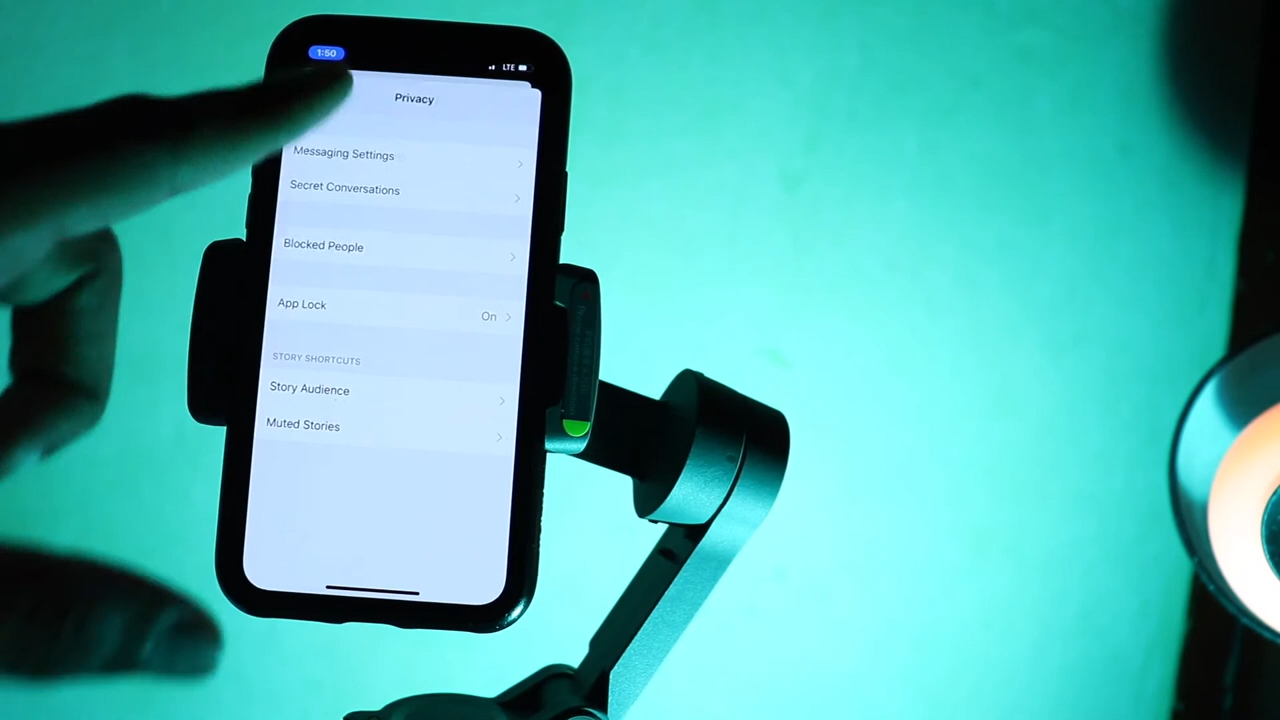 1:50
LTE
Privacy
Messaging Settings
Secret Conversations
Blocked People
App Lock
On
STORY SHORTCUTS
Story Audience
Muted Stories